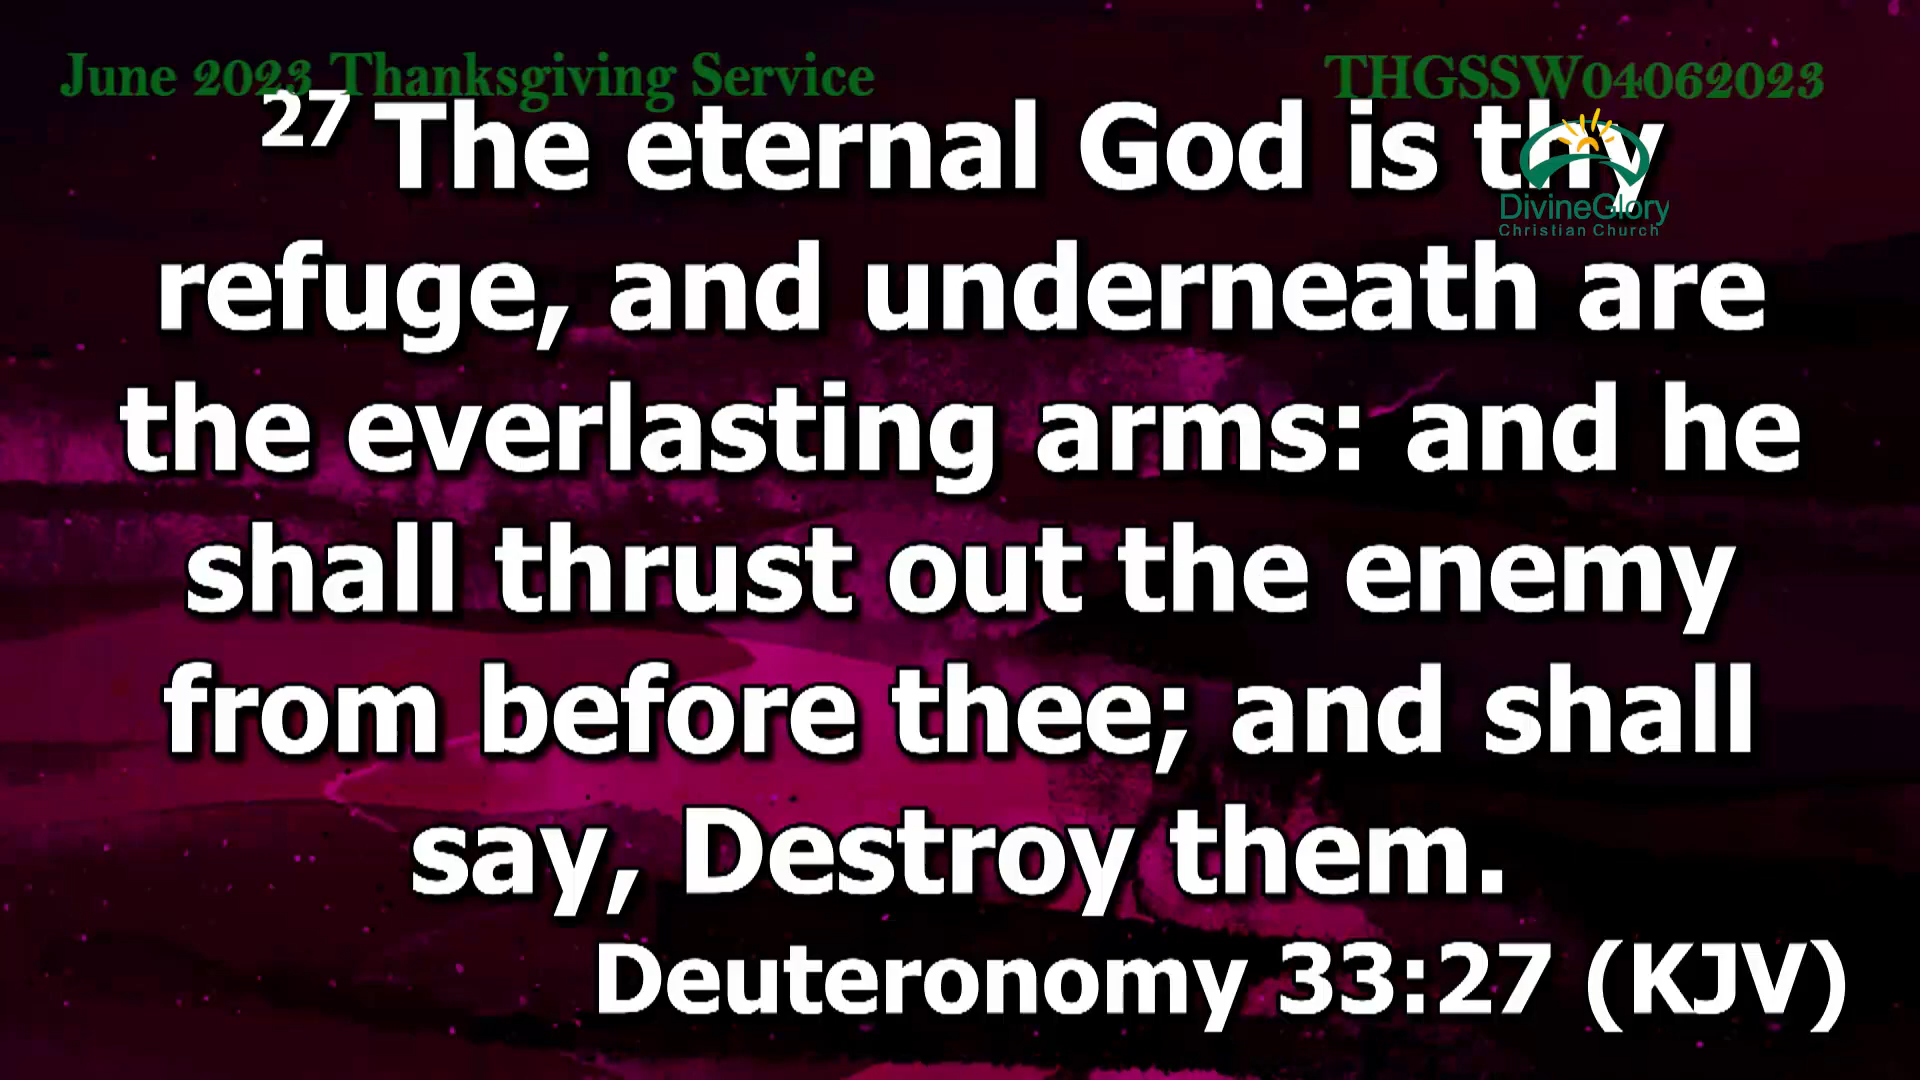 June 2023 Thanksgiving Service
THGSSW04062023
27 The eternal God is thy
DivineGlory
Christian Church
refuge, and underneath are
the everlasting arms: and he
shall thrust out the enemy
from before thee; and shall
say, Destroy them.
Deuteronomy 33:27 (KJV)